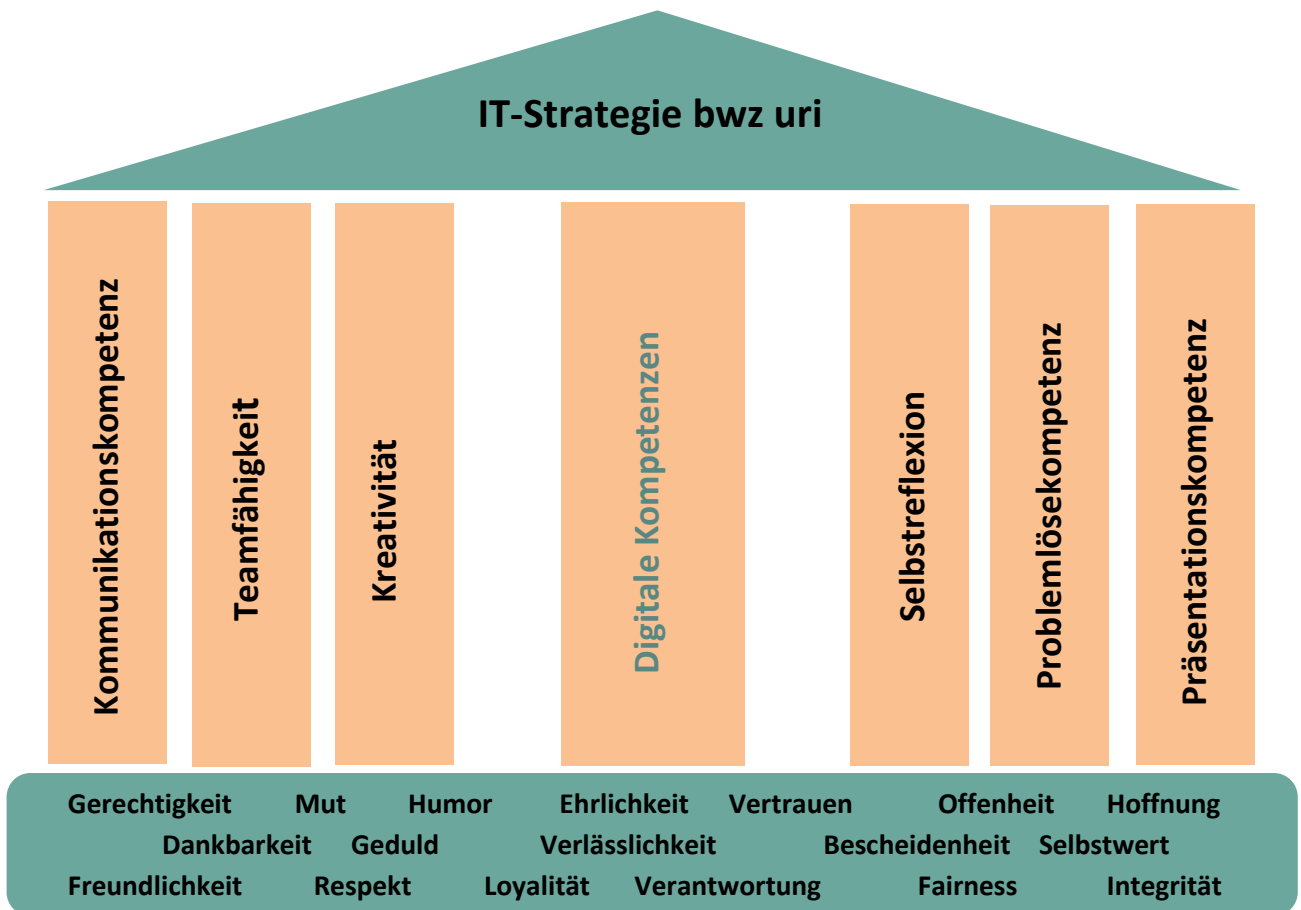 IT-Strategie bwz uri
Kommunikationskompetenz
Teamfähigkeit
Kreativität
Digitale Kompetenzen
Selbstreflexion
Problemlösekompetenz
Präsentationskompetenz
Gerechtigkeit Mut Humor Ehrlichkeit Vertrauen Offenheit Hoffnung
Dankbarkeit Geduld Verlässlichkeit Bescheidenheit Selbstwert
Freundlichkeit Respekt Loyalität Verantwortung Fairness Integrität